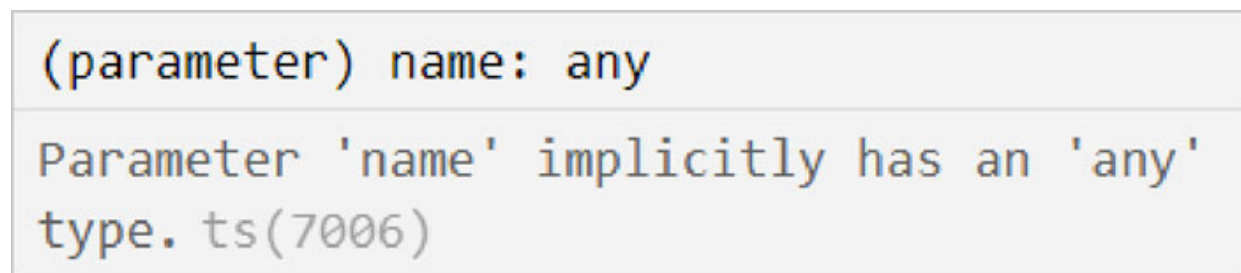 (parameter) name: any
Parameter 'name' implicitly has an 'any'
type. ts(7006)